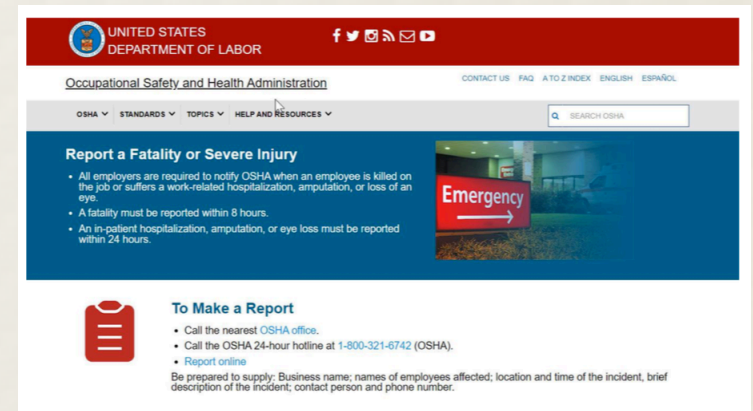 UNITED STATES
DEPARTMENT OF LABOR
Occupational Safety and Health Administration
CONTACT US FAQ A TO Z INDEX ENGLISH ESPAÑOL
OSHA STANDARDS TOPICS HELP AND RESOURCES
SEARCH OSHA
Report a Fatality or Severe Injury
• All employers are required to notify OSHA when an employee is killed on
the job or suffers a work-related hospitalization, amputation, or loss of an
eye.
• A fatality must be reported within 8 hours.
• An in-patient hospitalization, amputation, or eye loss must be reported
within 24 hours.
Emergency
To Make a Report
• Call the nearest OSHA office.
• Call the OSHA 24-hour hotline at 1-800-321-6742 (OSHA).
• Report online
Be prepared to supply: Business name; names of employees affected; location and time of the incident, brief
description of the incident; contact person and phone number.